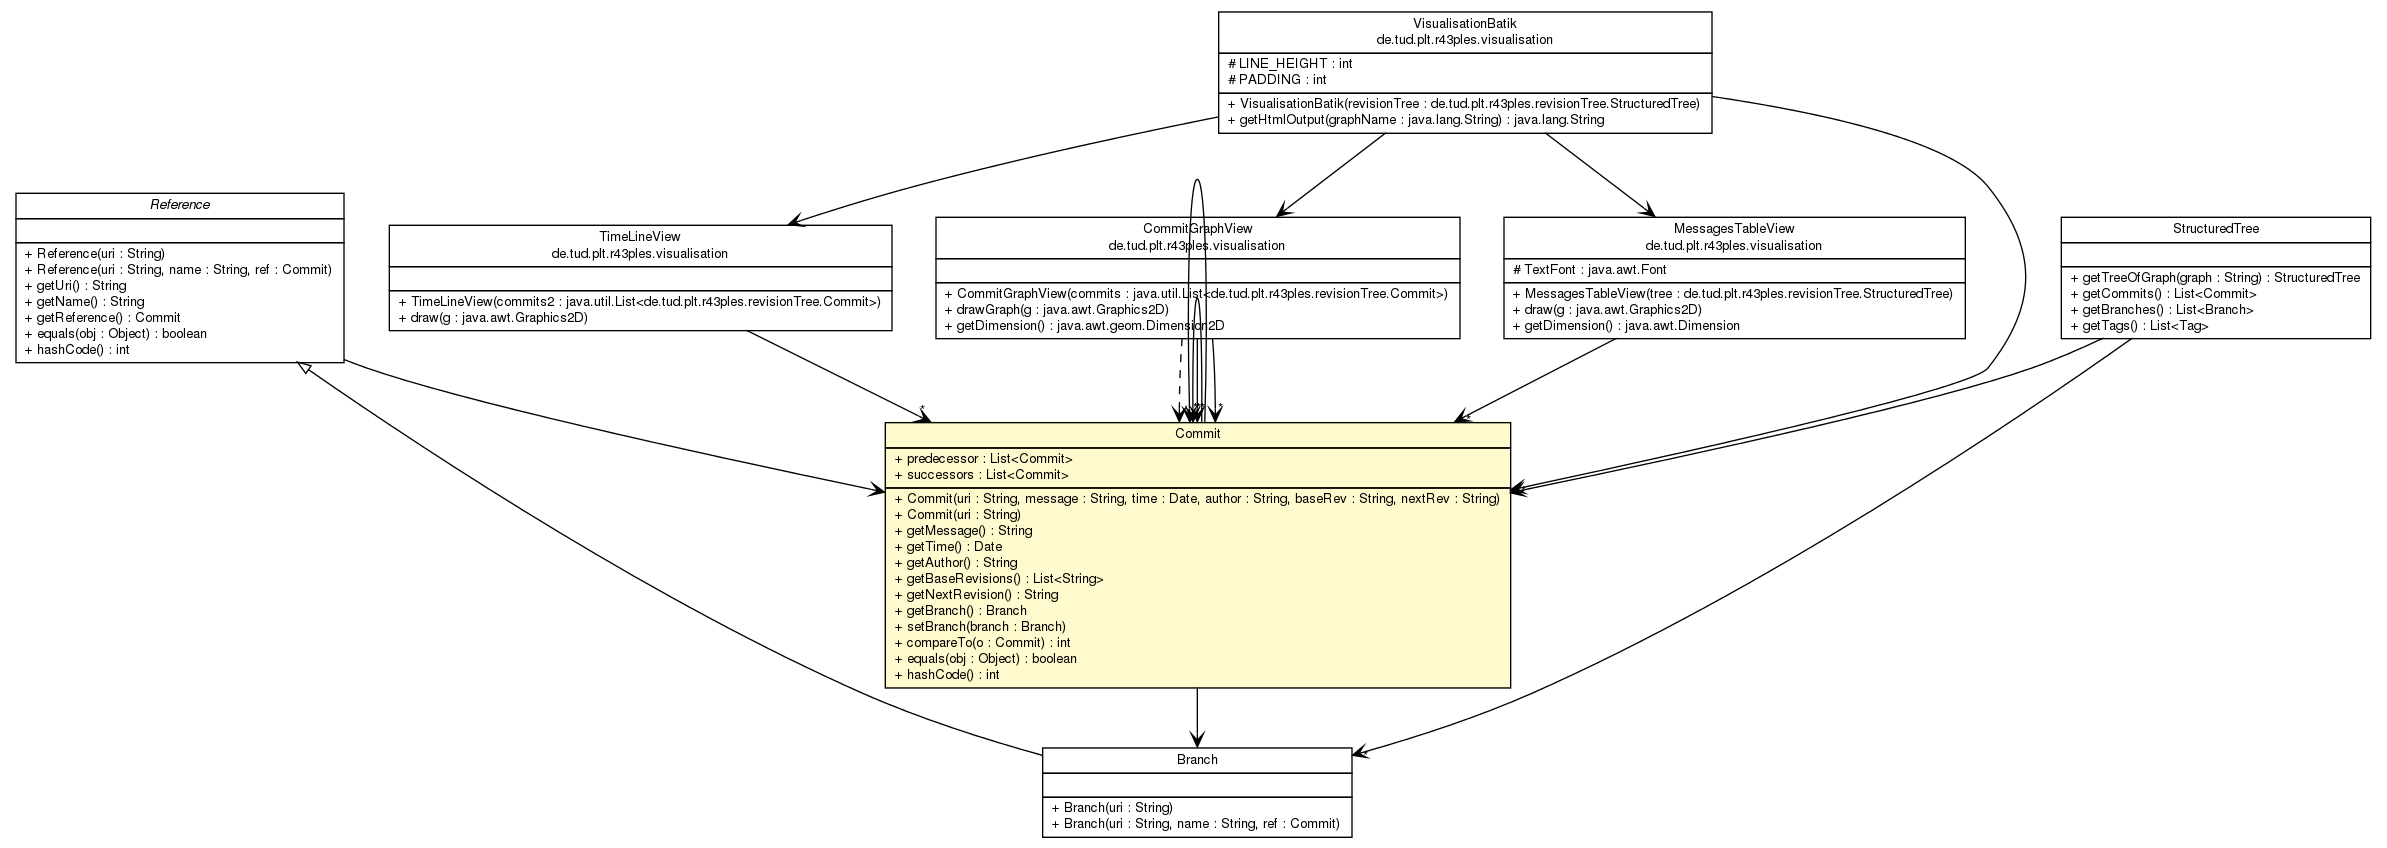 VisualisationBatik
de.tud.plt.r43ples.visualisation
# LINE_HEIGHT : int
# PADDING : int
+ VisualisationBatik(revisionTree : de.tud.plt.r43ples.revisionTree.StructuredTree)
+ getHtmlOutput(graphName : java.lang.String) : java.lang.String
Reference
+ Reference(uri : String)
+ Reference(uri : String, name : String, ref : Commit)
+ getUri() : String
+ getName() : String
+ getReference() : Commit
+ equals(obj : Object) : boolean
+ hashCode() : int
TimeLineView
de.tud.plt.r43ples.visualisation
+ TimeLineView(commits2 : java.util.List<de.tud.plt.r43ples.revisionTree.Commit>)
+ draw(g : java.awt.Graphics2D)
CommitGraphView
de.tud.plt.r43ples.visualisation
+ CommitGraphView(commits : java.util.List<de.tud.plt.r43ples.revisionTree.Commit>)
+ drawGraph(g : java.awt.Graphics2D)
+ getDimension() : java.awt.geom.Dimension2D
MessagesTableView
de.tud.plt.r43ples.visualisation
# TextFont : java.awt.Font
+ MessagesTableView(tree : de.tud.plt.r43ples.revisionTree.StructuredTree)
+ draw(g : java.awt.Graphics2D)
+ getDimension() : java.awt.Dimension
StructuredTree
+ getTreeOfGraph(graph : String) : StructuredTree
+ getCommits() : List<Commit>
+ getBranches() : List<Branch>
+ getTags() : List<Tag>
Commit
+ predecessor : List<Commit>
+ successors : List<Commit>
+ Commit(uri : String, message : String, time : Date, author : String, baseRev : String, nextRev : String)
+ Commit(uri : String)
+ getMessage() : String
+ getTime() : Date
+ getAuthor() : String
+ getBaseRevisions() : List<String>
+ getNextRevision() : String
+ getBranch() : Branch
+ setBranch(branch : Branch)
+ compareTo(o : Commit) : int
+ equals(obj : Object) : boolean
+ hashCode() : int
Branch
+ Branch(uri : String)
+ Branch(uri : String, name : String, ref : Commit)